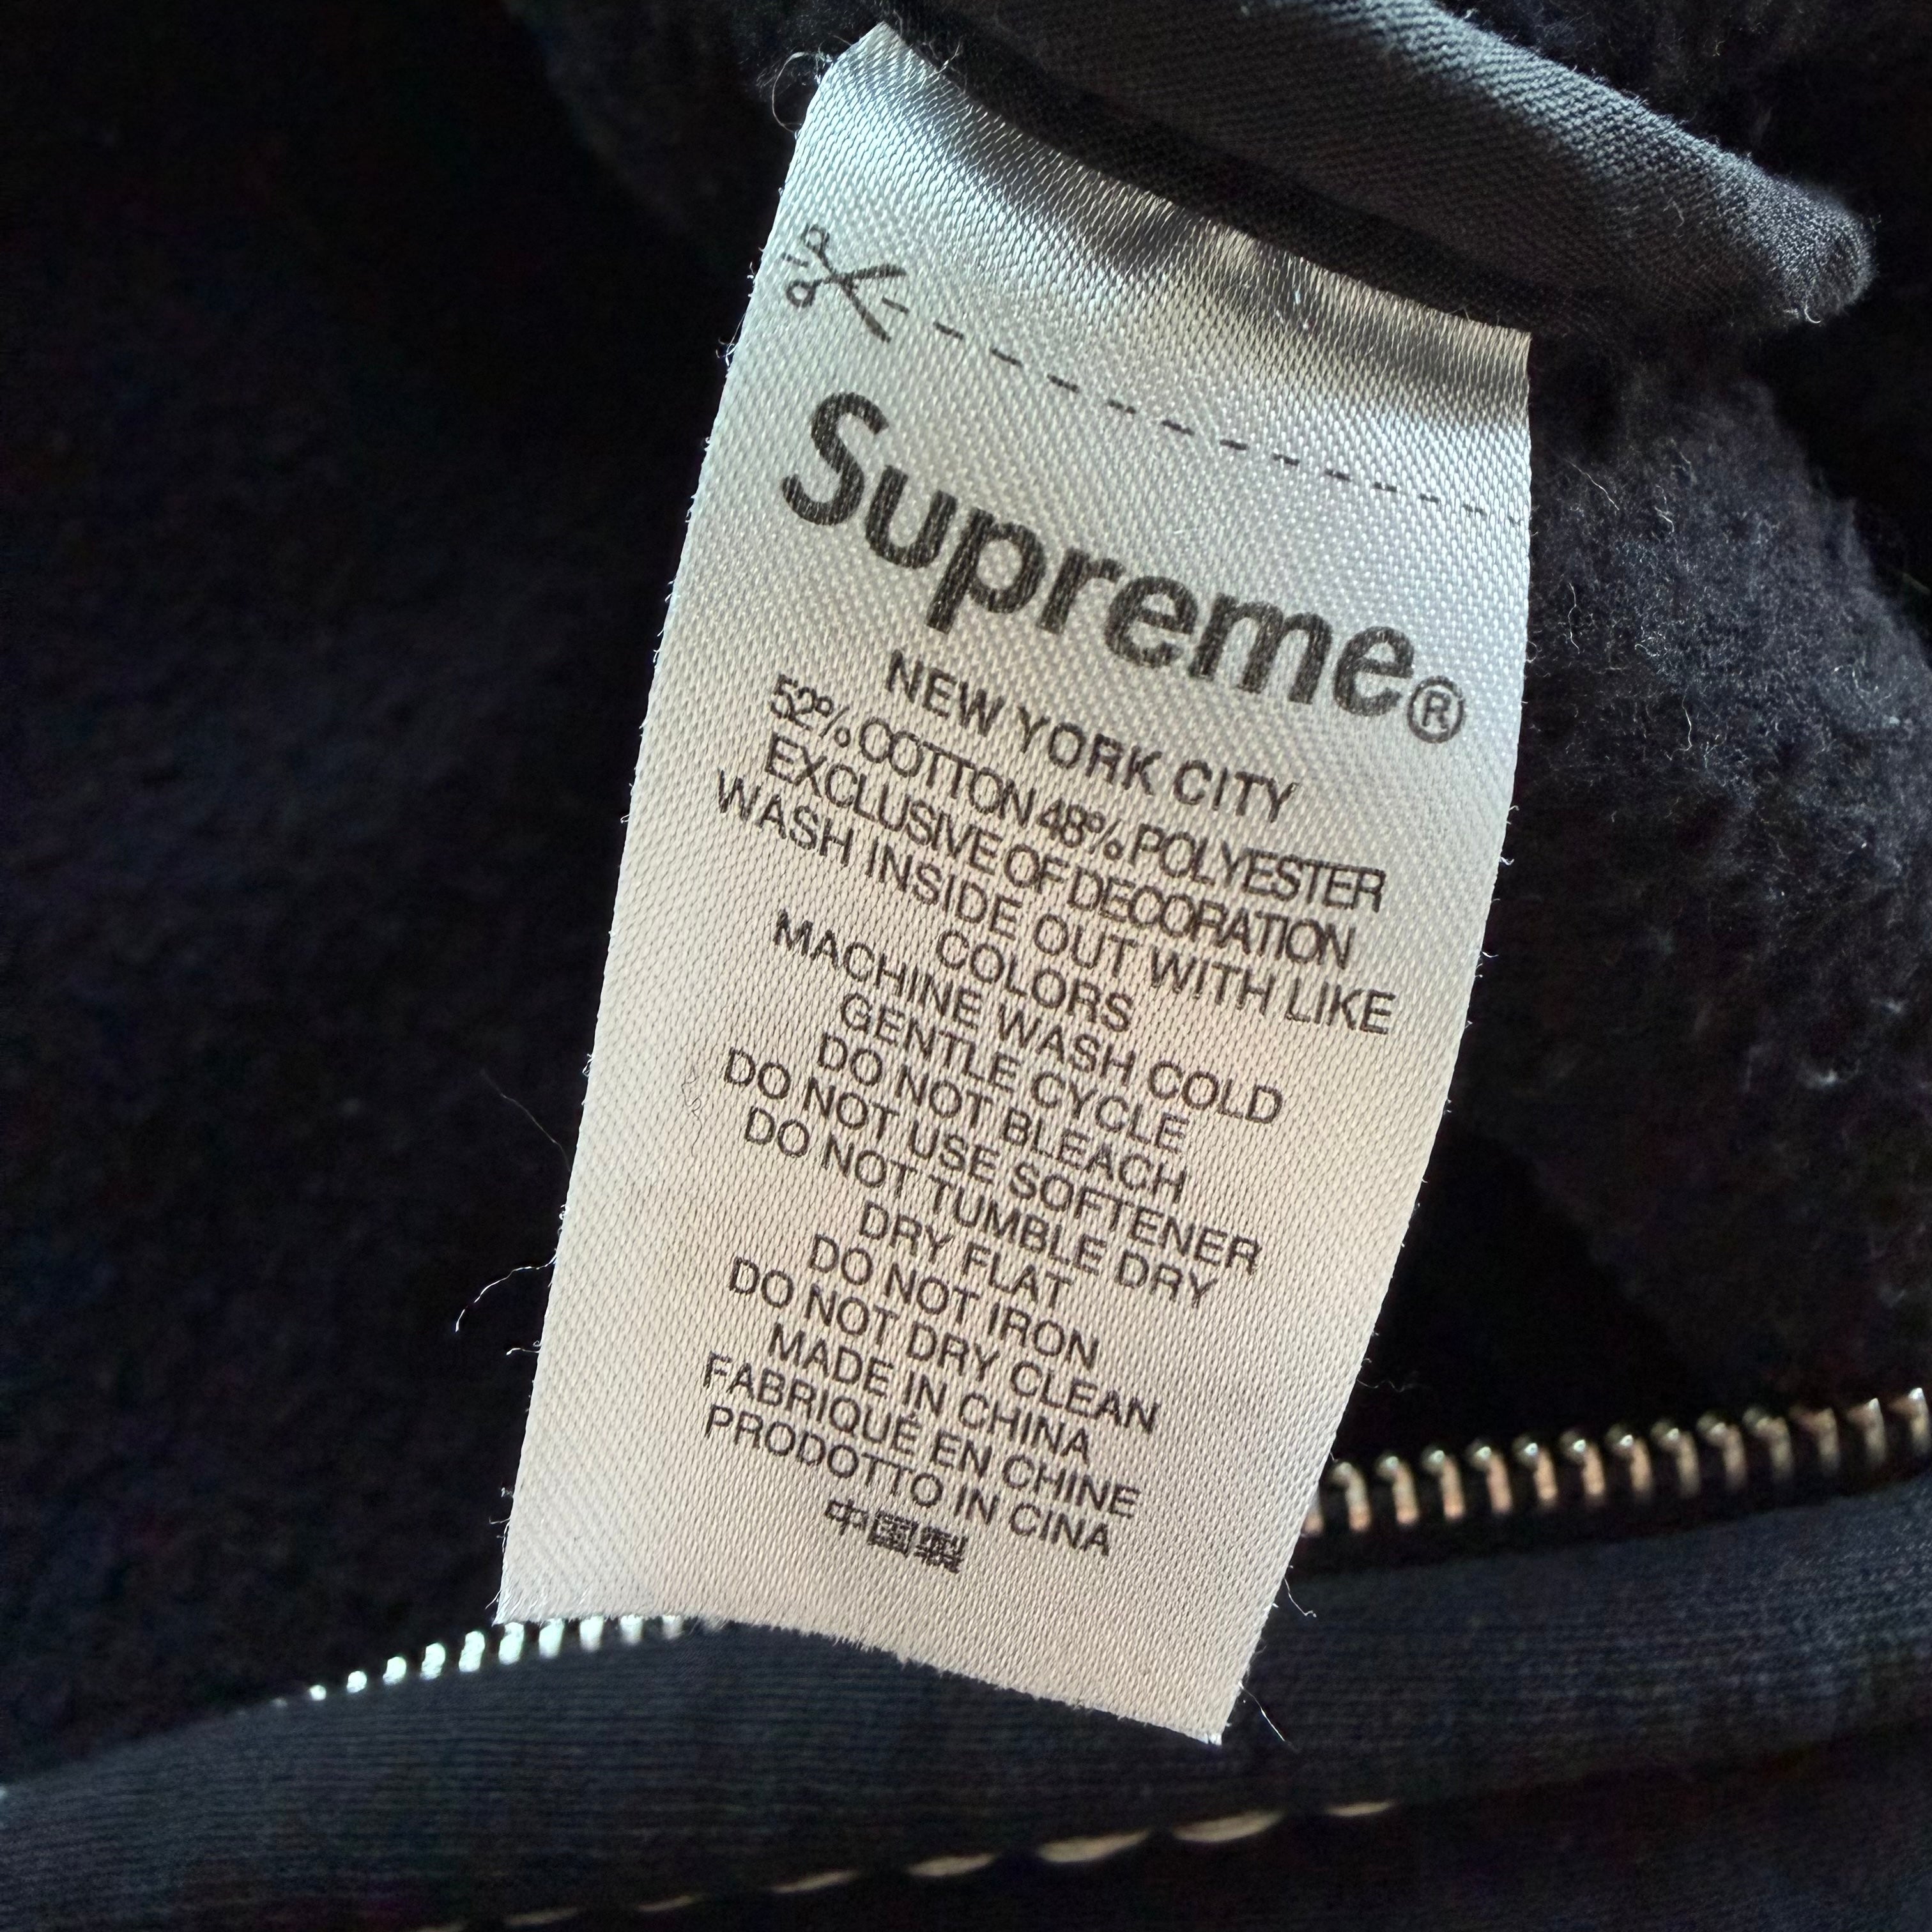 Supreme®
NEW YORK CITY
52% COTTON 48% POLYESTER
EXCLUSIVE OF DECORATION
WASH INSIDE OUT WITH LIKE
COLORS
MACHINE WASH COLD
GENTLE CYCLE
DO NOT BLEACH
DO NOT USE SOFTENER
DO NOT TUMBLE DRY
DRY FLAT
DO NOT IRON
DO NOT DRY CLEAN
MADE IN CHINA
FABRIQUÉ EN CHINE
PRODOTTO IN CINA
中国製